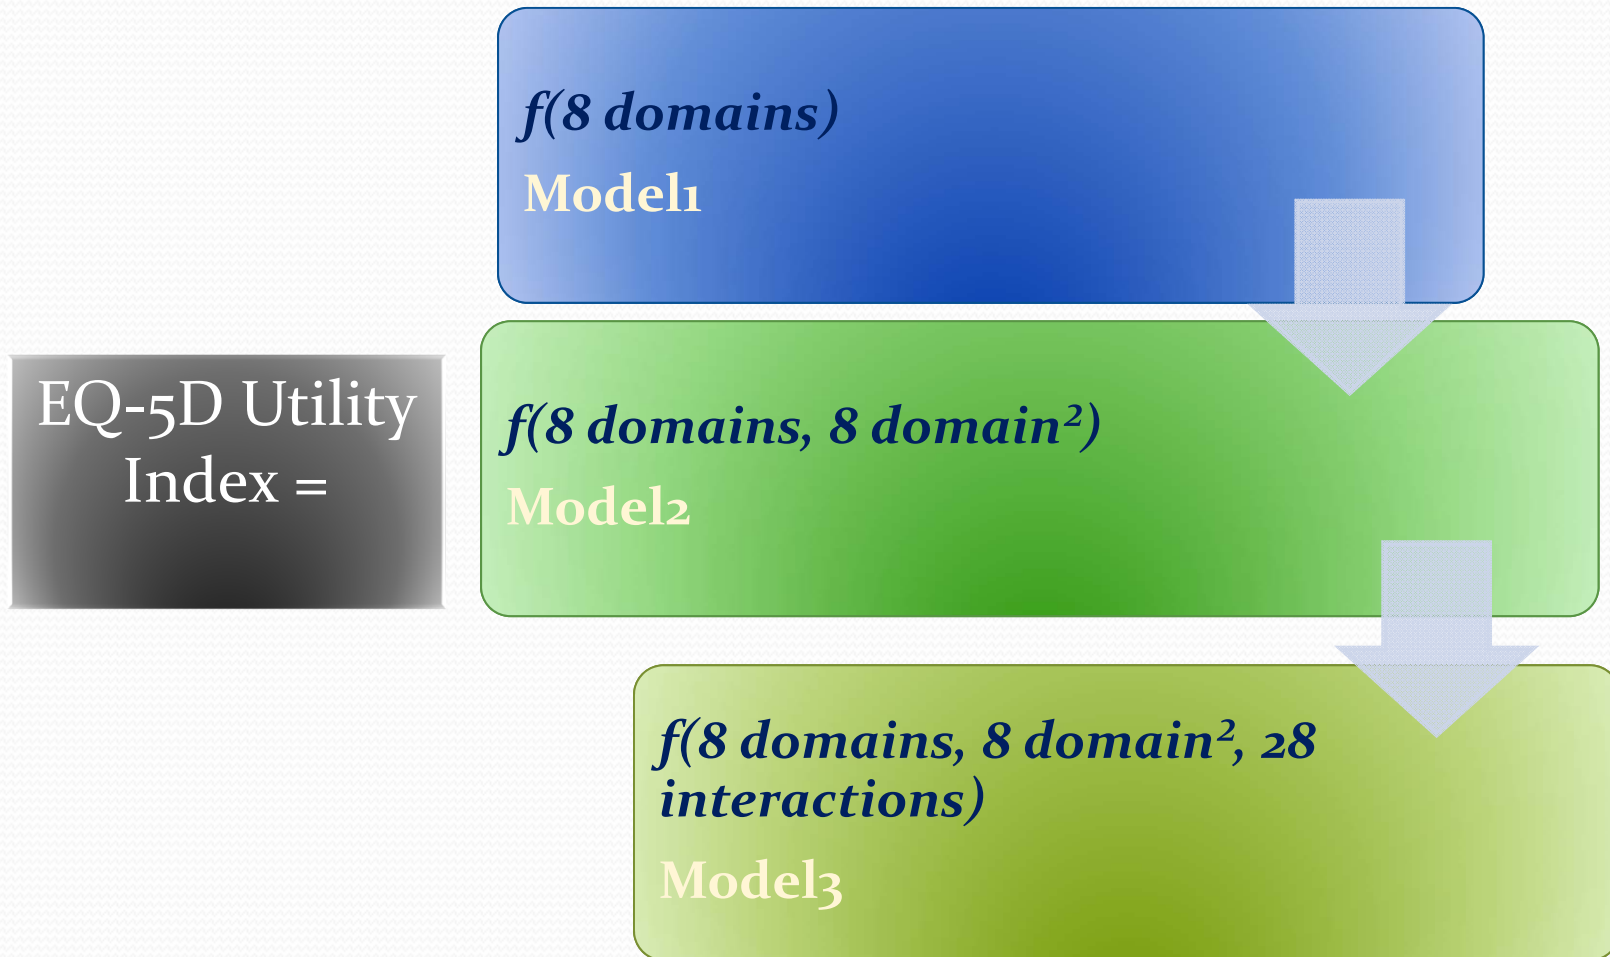 f(8 domains)
Model1
EQ-5D Utility
Index =
f(8 domains, 8 domain²)
Model2
f(8 domains, 8 domain², 28
interactions)
Model3